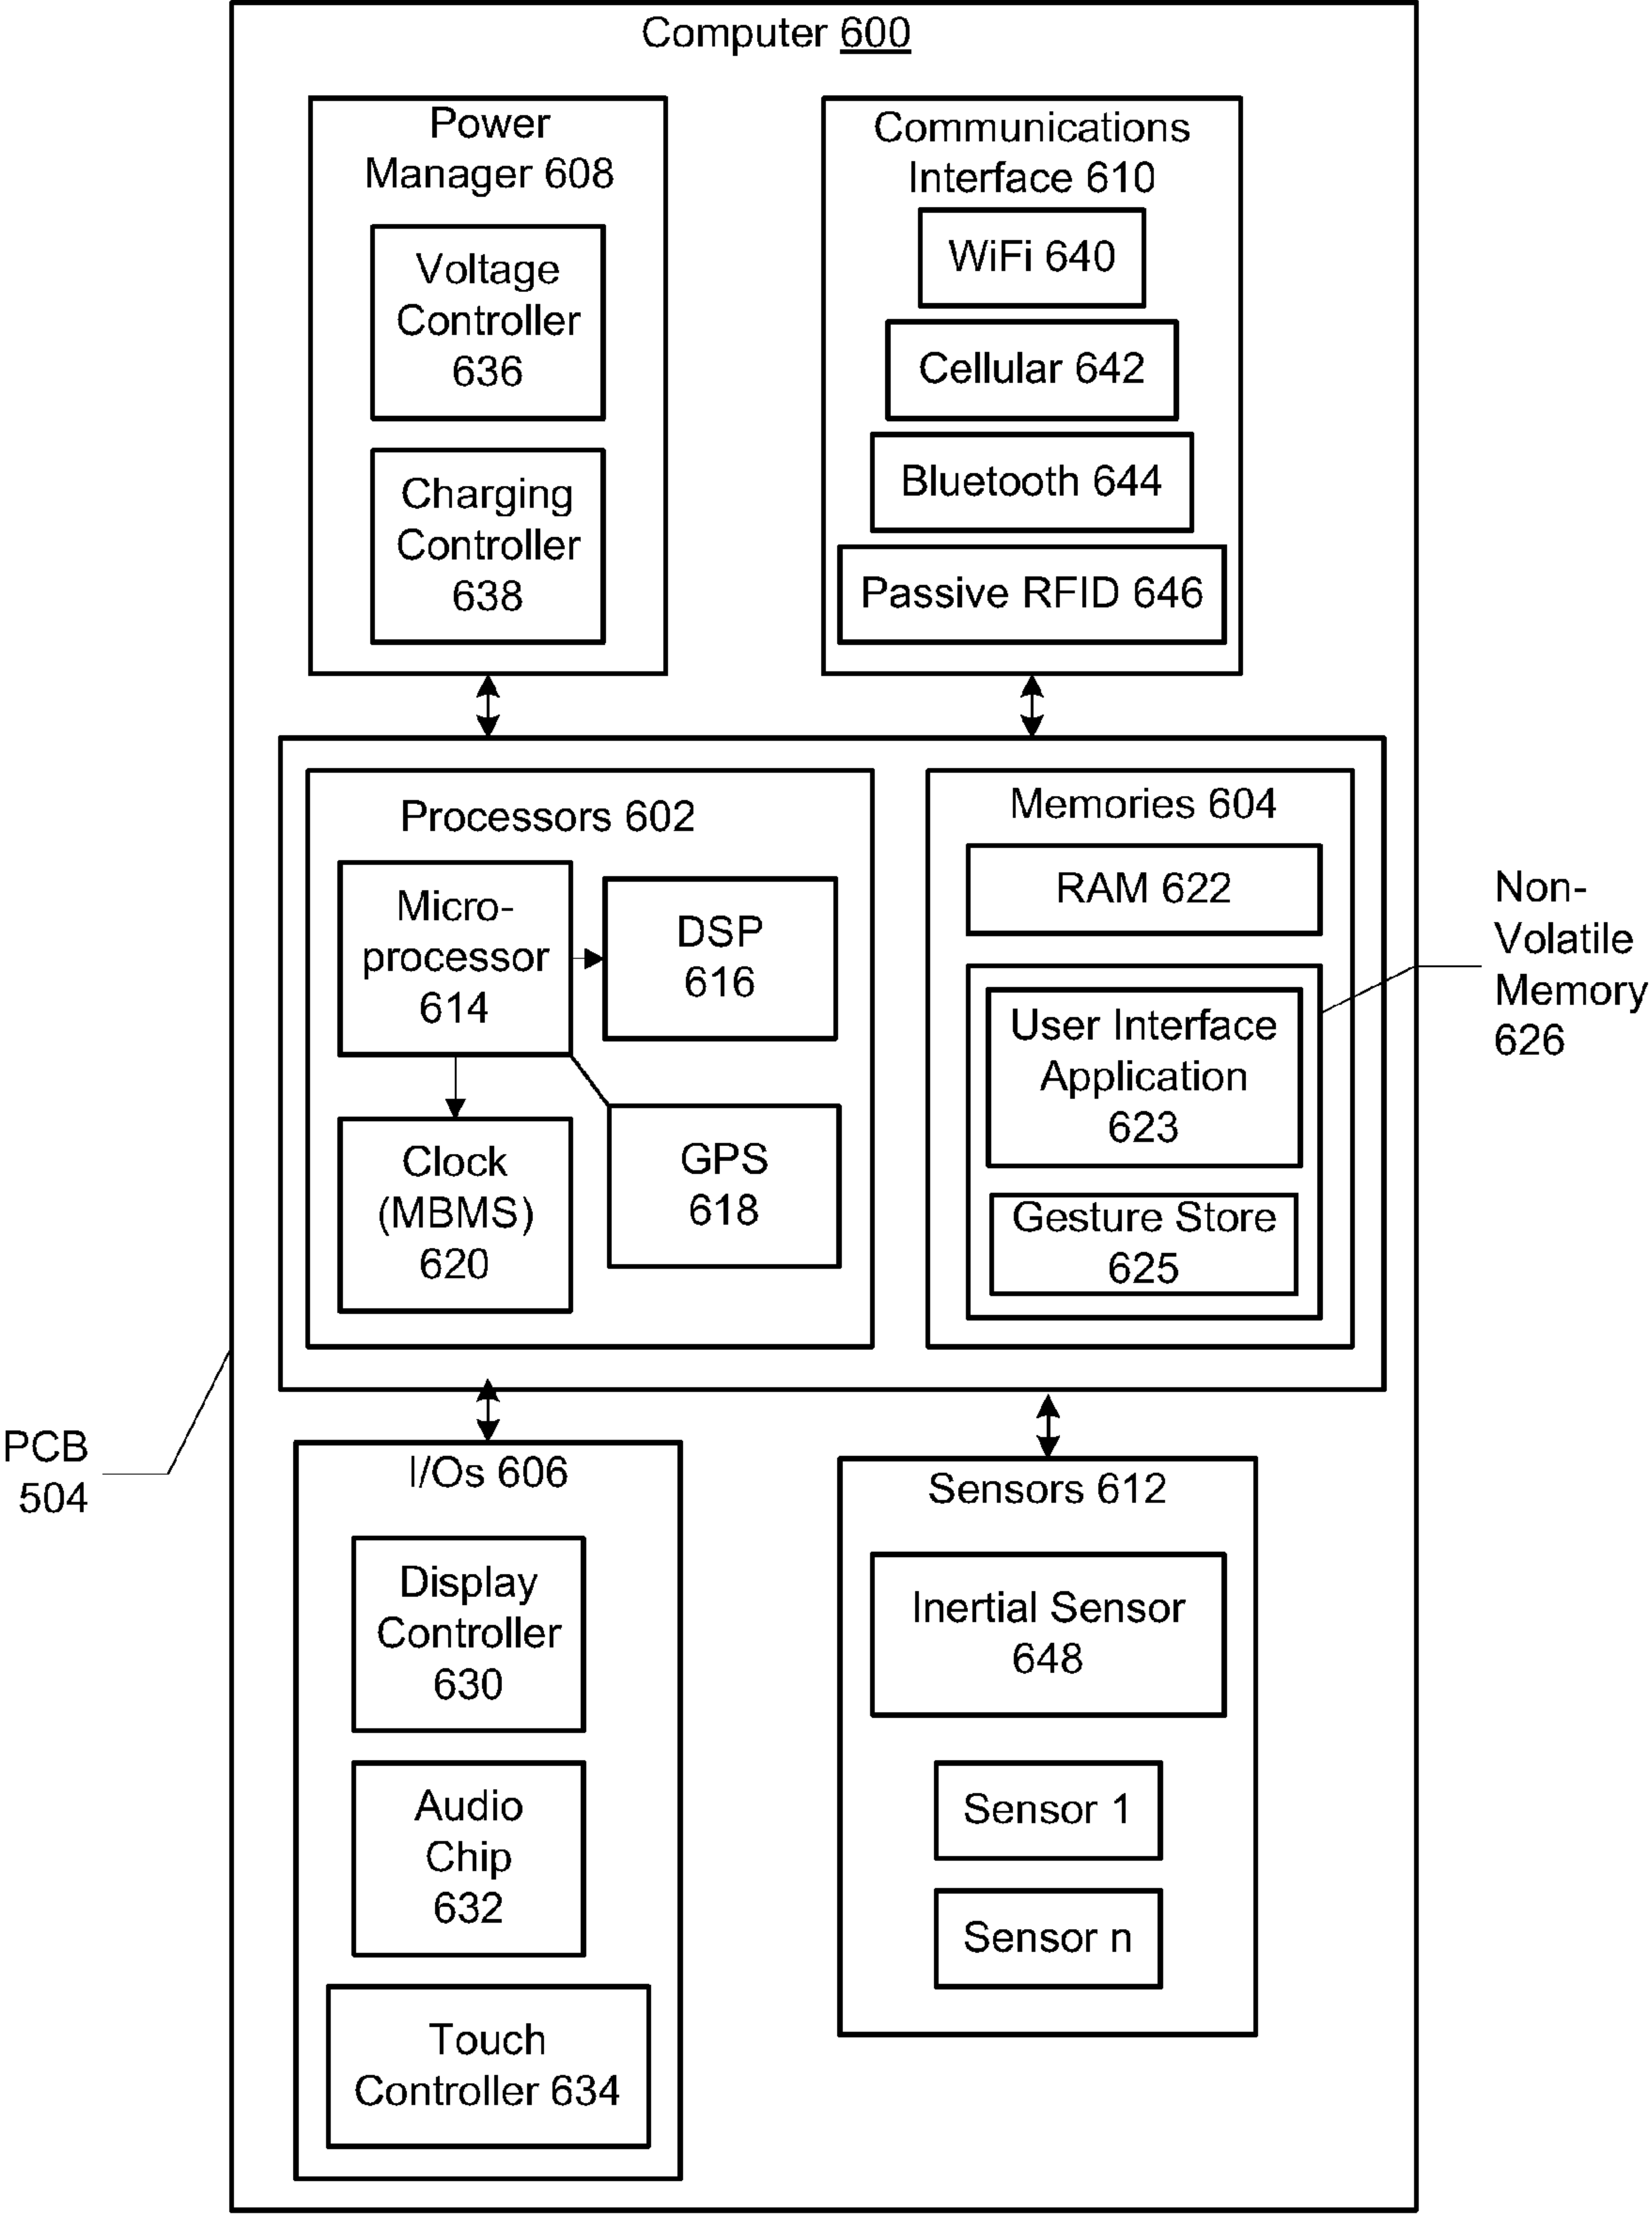 Computer 600
Power
Manager 608
Voltage
Controller
636
Charging
Controller
638
Communications
Interface 610
WiFi 640
Cellular 642
Bluetooth 644
Passive RFID 646
Processors 602
Micro-
processor
614
DSP
616
Clock
(MBMS)
620
GPS
618
Memories 604
RAM 622
User Interface
Application
623
Gesture Store
625
Non-
Volatile
Memory
626
PCB
504
I/Os 606
Display
Controller
630
Audio
Chip
632
Touch
Controller 634
Sensors 612
Inertial Sensor
648
Sensor 1
Sensor n